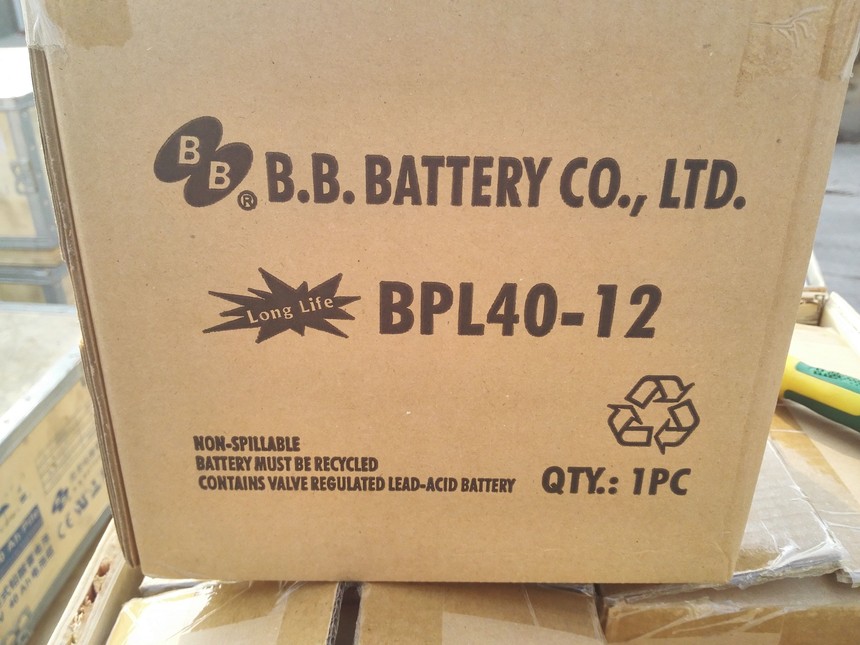 B B ® B.B. BATTERY CO., LTD.
Long Life BPL40-12
NON-SPILLABLE
BATTERY MUST BE RECYCLED
CONTAINS VALVE REGULATED LEAD-ACID BATTERY
QTY.: 1PC